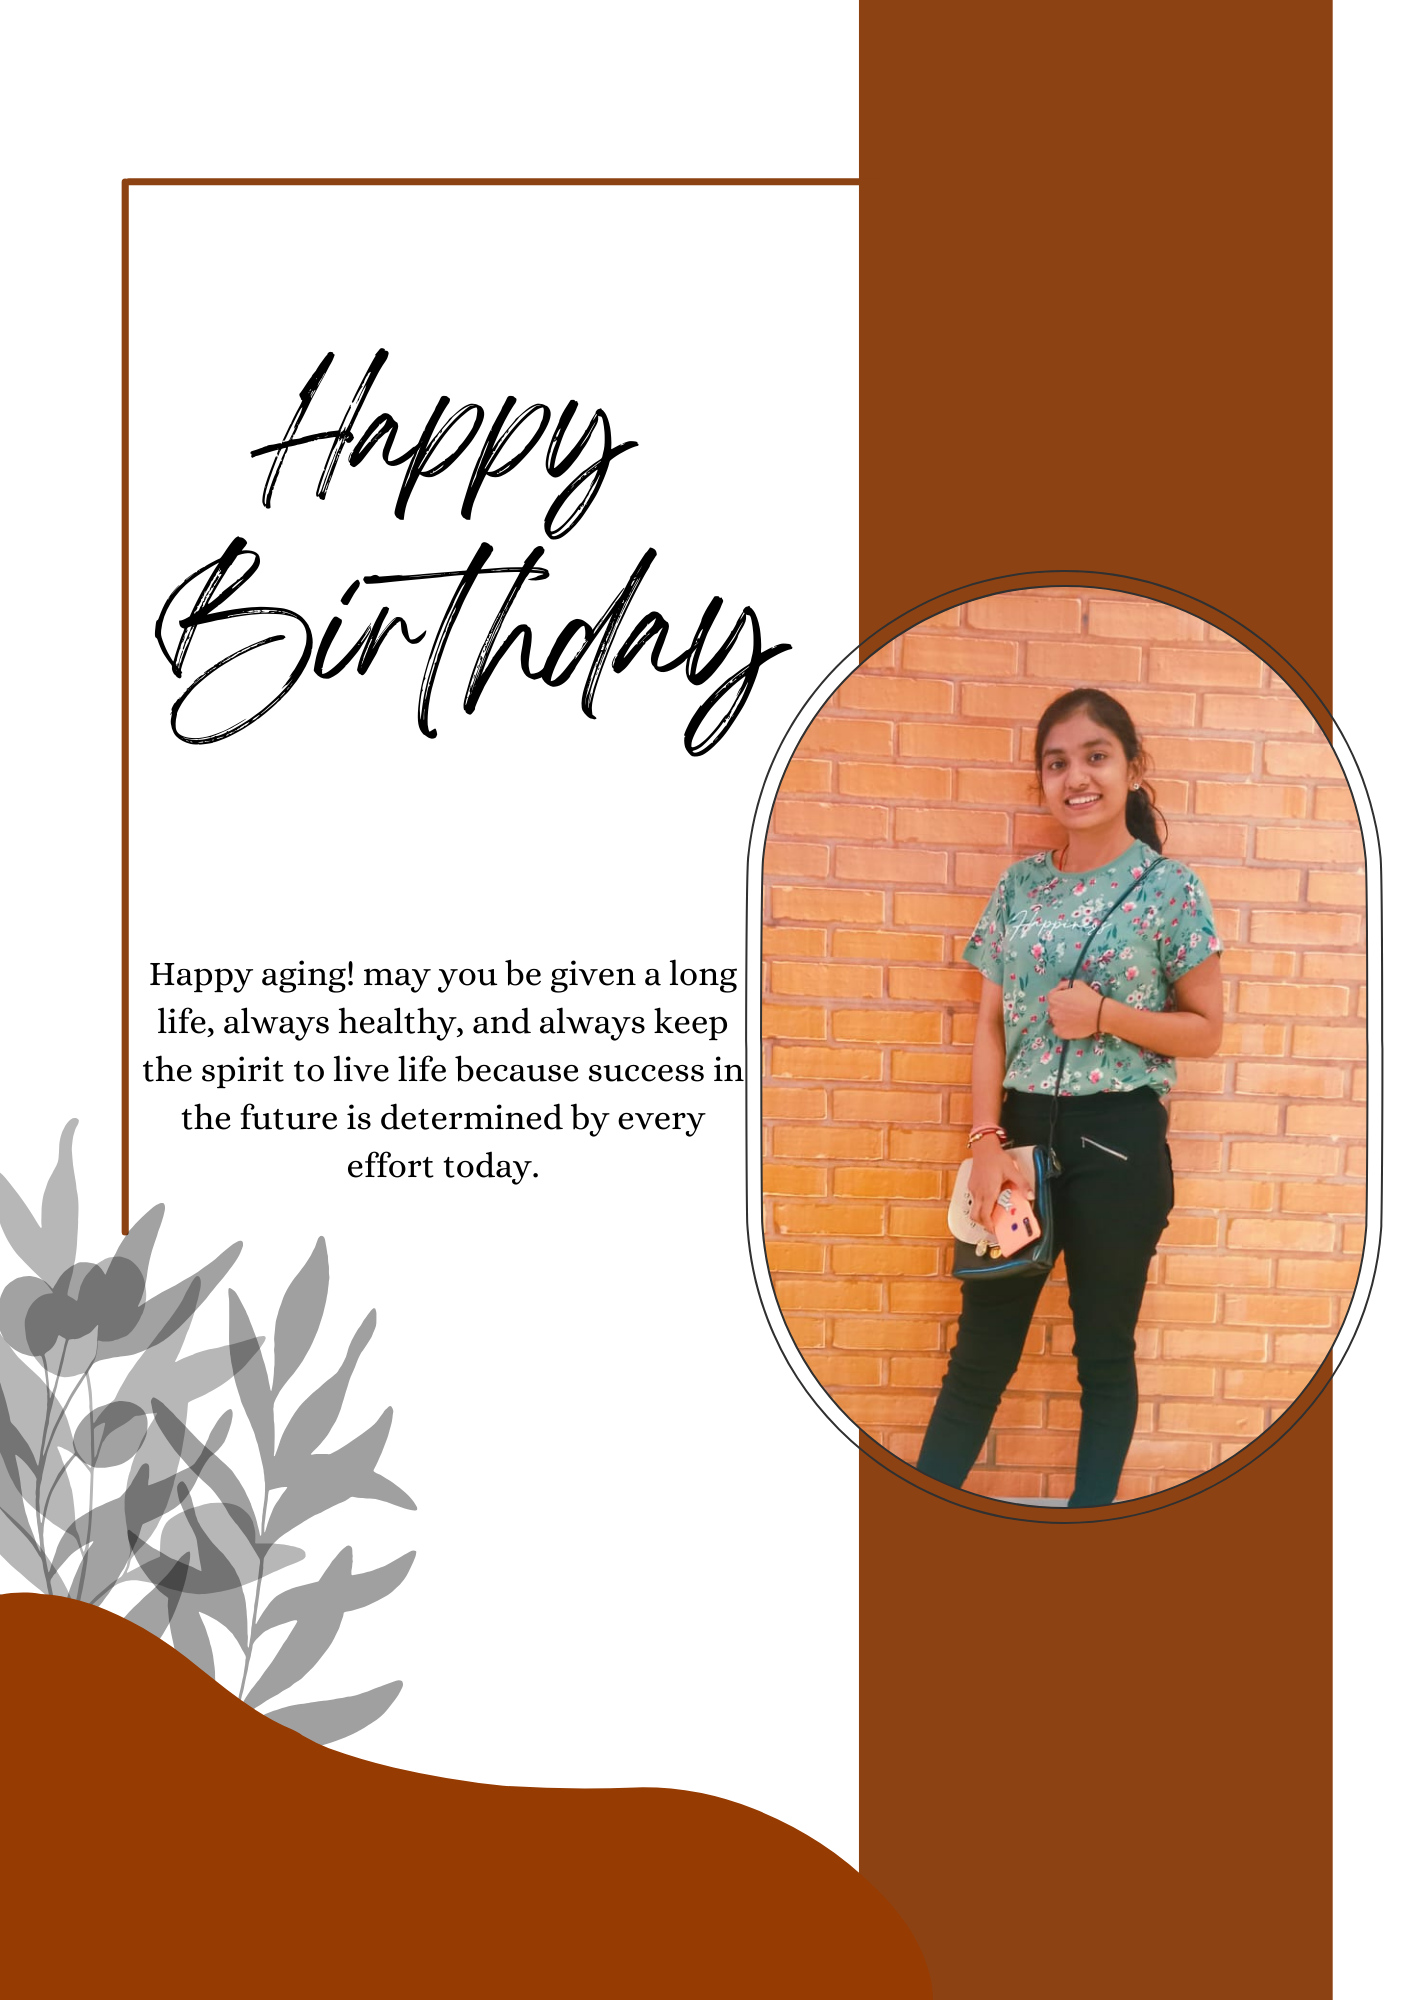 Happy
Birthday
Happy aging! may you be given a long
life, always healthy, and always keep
the spirit to live life because success in
the future is determined by every
effort today.
Happiness